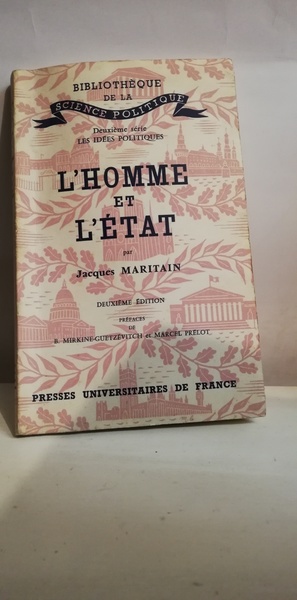 BIBLIOTHÈQUE
DE LA
SCIENCE POLITIQUE
Deuxième série
LES IDÉES POLITIQUES
L'HOMME
ET
L'ÉTAT
par
Jacques MARITAIN
DEUXIÈME ÉDITION
PRÉFACES
DE
B. MIRKINE-GUETZÉVITCH et MARCEL PRÉLOT
PRESSES UNIVERSITAIRES DE FRANCE